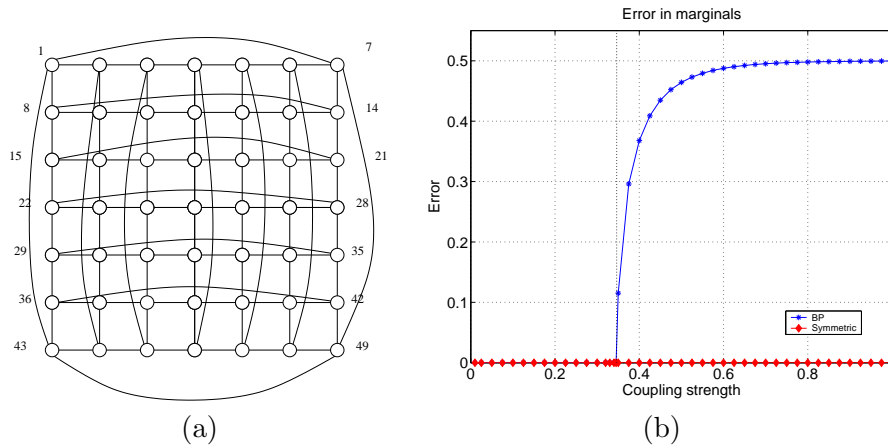 1 7
8 14
15 21
22 28
29 35
36 42
43 49
(a)
Error in marginals
Error
0.5
0.4
0.3
0.2
0.1
0
BP
Symmetric
0 0.2 0.4 0.6 0.8
Coupling strength
(b)